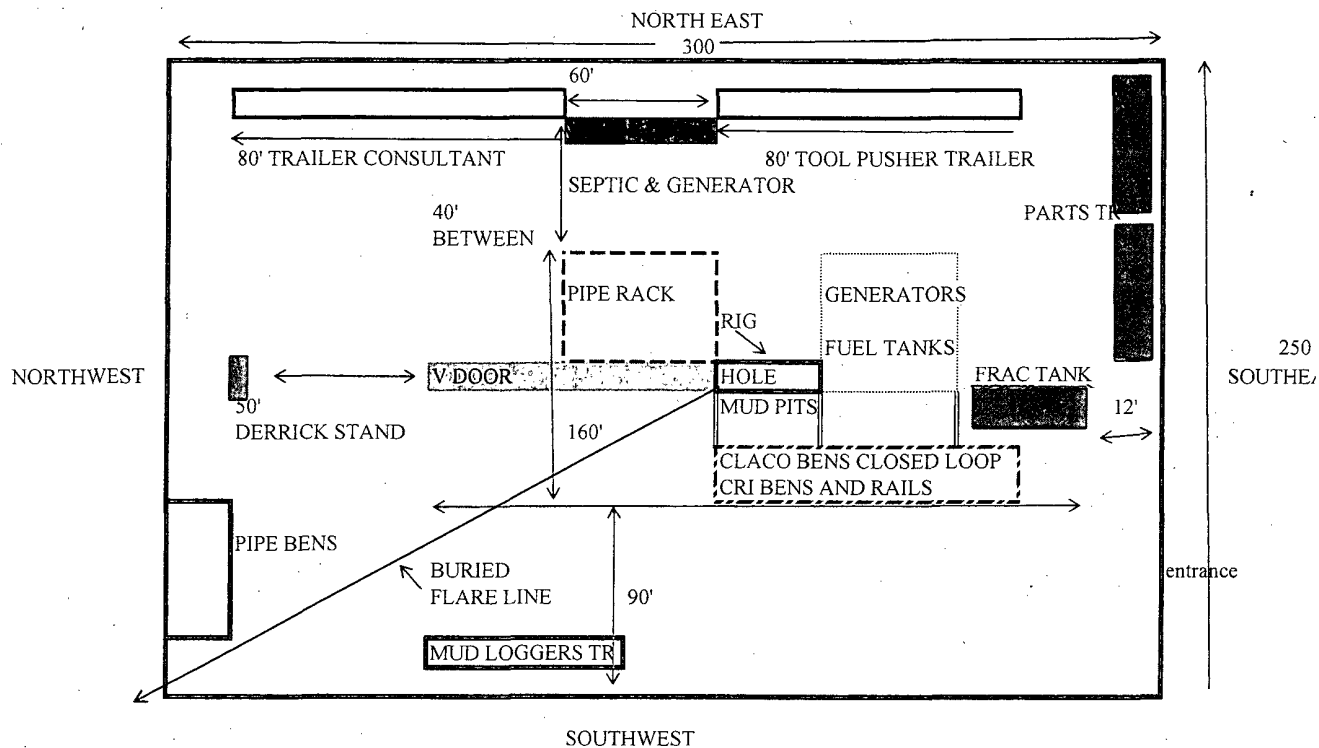 NORTH EAST
300
60'
80' TRAILER CONSULTANT
80' TOOL PUSHER TRAILER
SEPTIC & GENERATOR
40'
BETWEEN
PARTS TR
PIPE RACK
GENERATORS
RIG
FUEL TANKS
250
NORTHWEST
V DOOR
HOLE
FRAC TANK
SOUTHEA
50'
MUD PITS
12'
DERRICK STAND
160'
CLACO BENS CLOSED LOOP
CRI BENS AND RAILS
PIPE BENS
BURIED
FLARE LINE
90'
entrance
MUD LOGGERS TR
SOUTHWEST